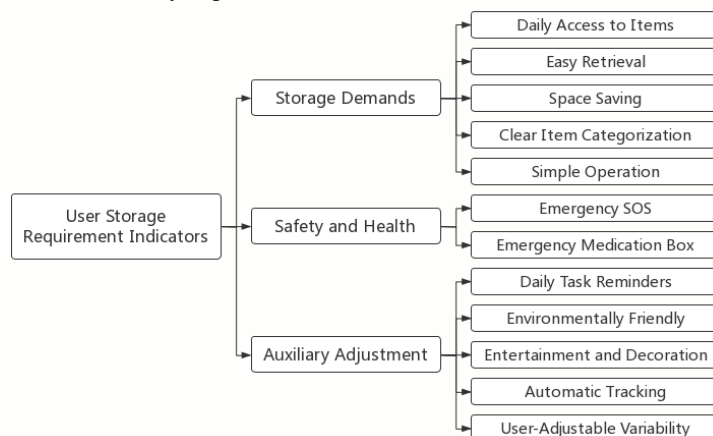 Daily Access to Items
Easy Retrieval
Storage Demands
Space Saving
Clear Item Categorization
Simple Operation
User Storage
Requirement Indicators
Safety and Health
Emergency SOS
Emergency Medication Box
Daily Task Reminders
Environmentally Friendly
Auxiliary Adjustment
Entertainment and Decoration
Automatic Tracking
User-Adjustable Variability